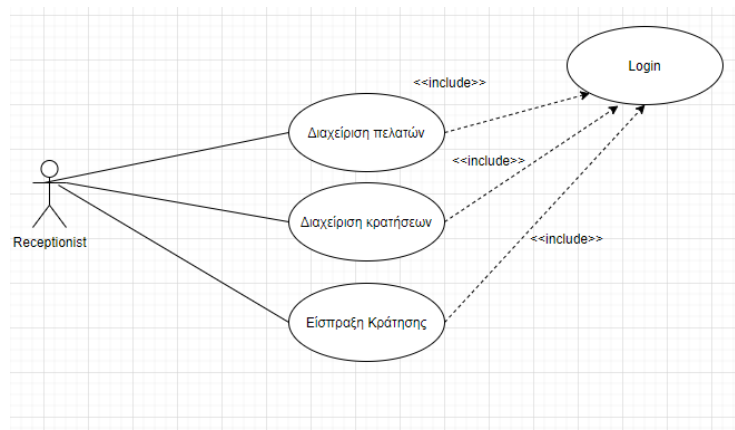 Login
<<include>>
Διαχείριση πελατών
<<include>>
Διαχείριση κρατήσεων
Receptionist
<<include>>
Είσπραξη Κράτησης